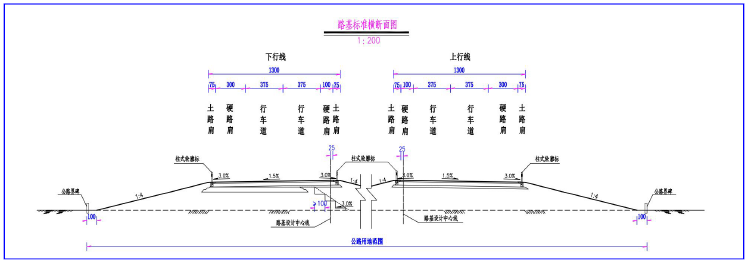 路基标准横断面图
1:200
下行线
上行线
1300
1300
75 300 375 375 100 75
75 100 375 375 300 75
土路肩 硬路肩 行车道 行车道 硬路肩 土路肩
土路肩 硬路肩 行车道 行车道 硬路肩 土路肩
25
25
柱式轮廓标
柱式轮廓标
柱式轮廓标
3.0% 1.5% 3.0%
3.0% 1.5% 3.0%
1:4
1:4
1:4
1:4
公路界碑
公路界碑
100
≥100
3.0%
100
路基设计中心线
路基设计中心线
公路用地范围